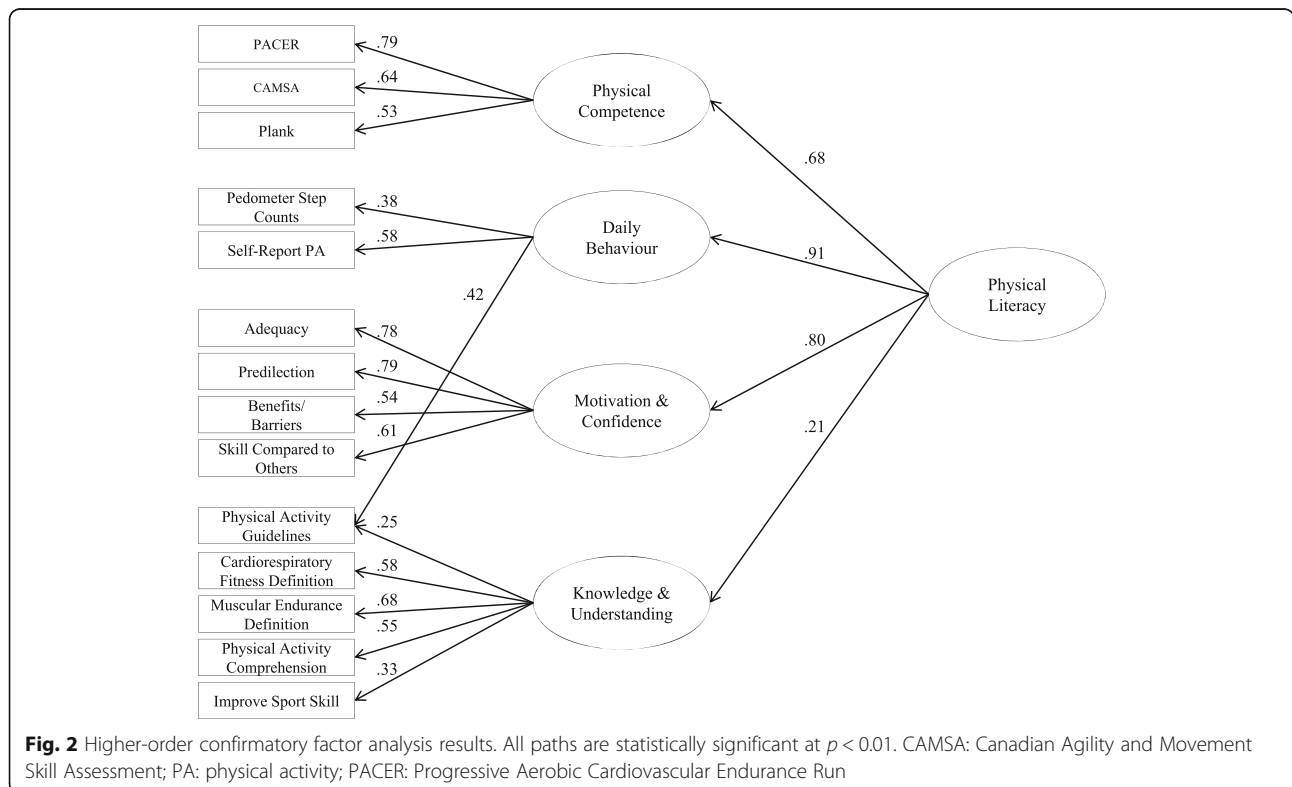 PACER
.79
CAMSA
.64
Plank
.53
Physical
Competence
.68
Pedometer Step
Counts
.38
Self-Report PA
.58
Daily
Behaviour
.91
.42
Physical
Literacy
Adequacy
.78
Predilection
.79
Benefits/
Barriers
.54
Skill Compared to
Others
.61
Motivation &
Confidence
.80
.21
Physical Activity
Guidelines
.25
Cardiorespiratory
Fitness Definition
.58
Muscular Endurance
Definition
.68
Physical Activity
Comprehension
.55
Improve Sport Skill
.33
Knowledge &
Understanding
Fig. 2 Higher-order confirmatory factor analysis results. All paths are statistically significant at p < 0.01. CAMSA: Canadian Agility and Movement
Skill Assessment; PA: physical activity; PACER: Progressive Aerobic Cardiovascular Endurance Run